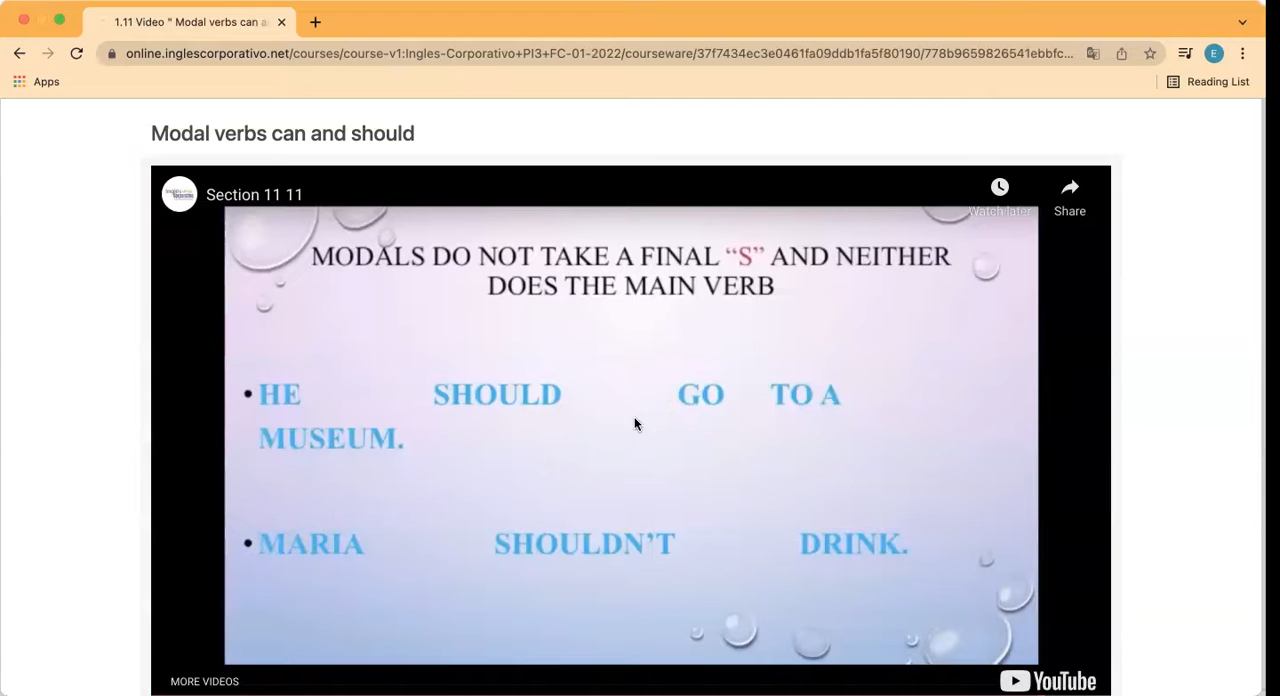 1.11 Video " Modal verbs can a
online.inglescorporativo.net/courses/course-v1:Ingles-Corporativo+PI3+FC-01-2022/courseware/37f7434ec3e0461fa09ddb1fa5f80190/778b9659826541ebbfc...
E
Apps
Reading List
Modal verbs can and should
Section 11 11
Watch later
Share
MODALS DO NOT TAKE A FINAL “S” AND NEITHER
DOES THE MAIN VERB
• HE SHOULD GO TO A
MUSEUM.
• MARIA SHOULDN’T DRINK.
MORE VIDEOS
YouTube